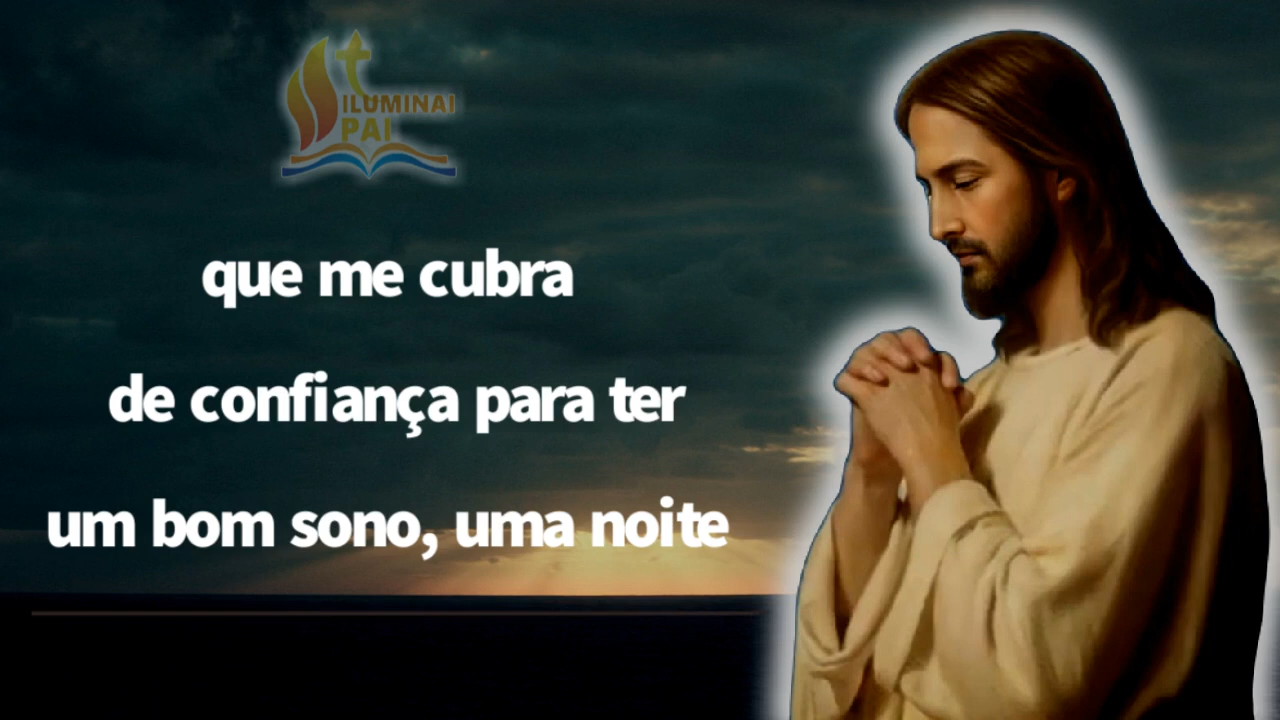 ILUMINAI
PAI
que me cubra
de confiança para ter
um bom sono, uma noite